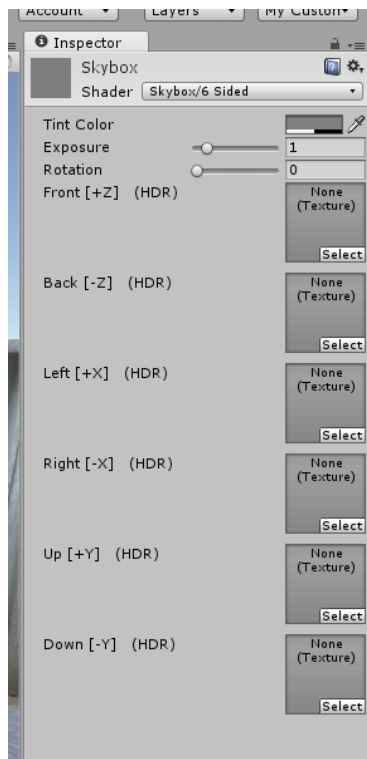 Account Layers My Custon
Inspector
Skybox
Shader Skybox/6 Sided
Tint Color
Exposure 1
Rotation 0
Front [+Z] (HDR) None
(Texture)
Select
Back [-Z] (HDR) None
(Texture)
Select
Left [+X] (HDR) None
(Texture)
Select
Right [-X] (HDR) None
(Texture)
Select
Up [+Y] (HDR) None
(Texture)
Select
Down [-Y] (HDR) None
(Texture)
Select